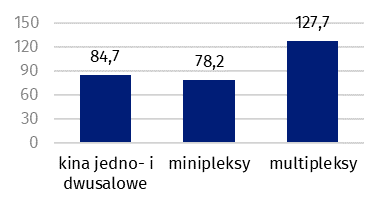 150
127,7
120
84,7
78,2
90
60
30
0
kina jedno- i
dwusalowe
minipleksy
multipleksy